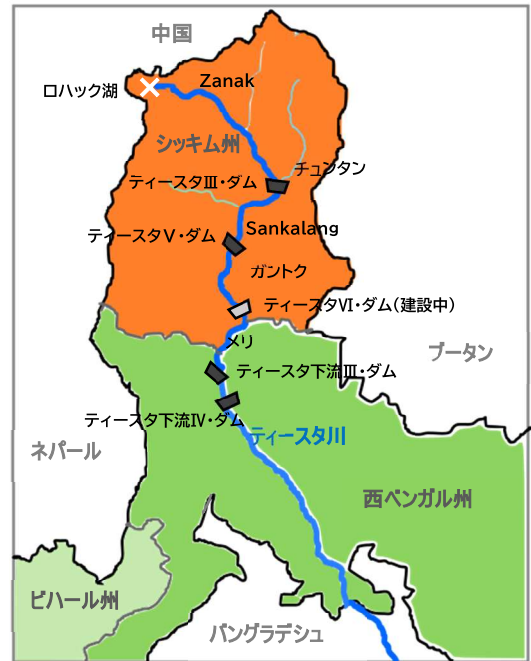 中国
Zanak
ロハック湖
シッキム州
チュンタン
ティースタⅢ・ダム
Sankalang
ティースタⅤ・ダム
ガントク
ティースタⅥ・ダム(建設中)
メリ
ブータン
ティースタ下流Ⅲ・ダム
ティースタ下流Ⅳ・ダム
ティースタ川
ネパール
西ベンガル州
ビハール州
バングラデシュ